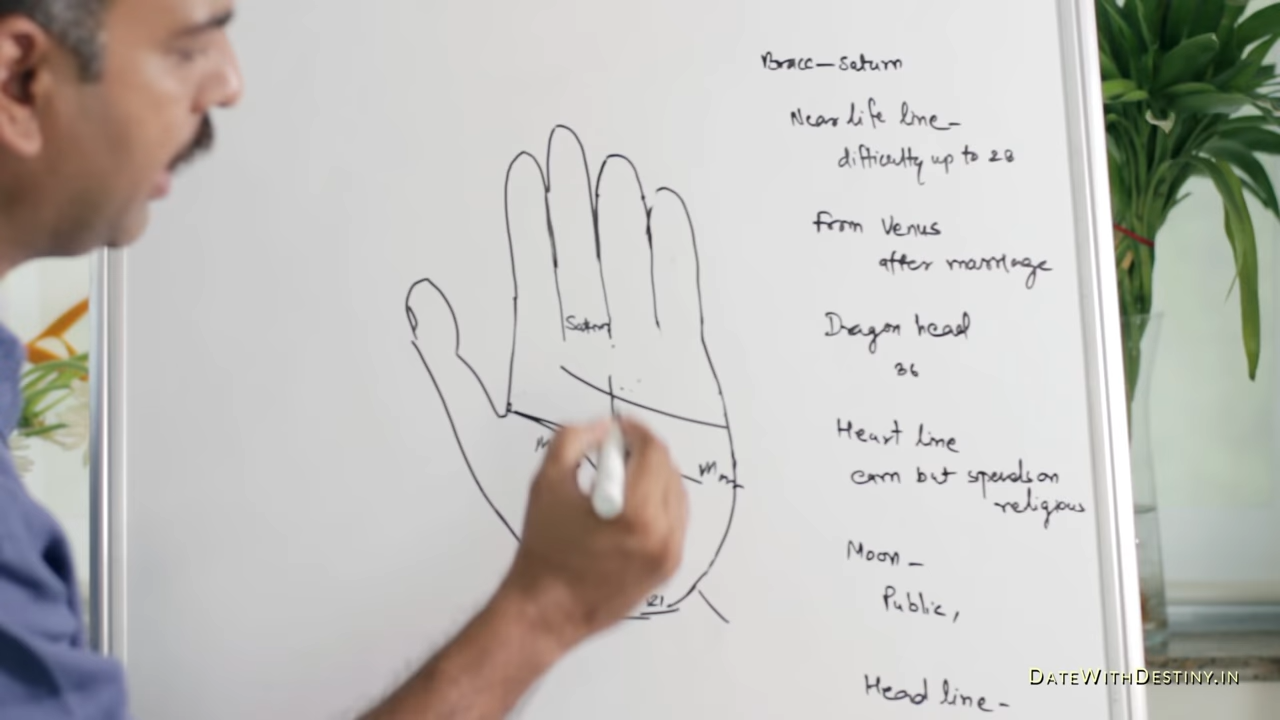 Bracc - Saturn
Near life line -
difficulty up to 28
From Venus
after marriage
Dragon head
36
Heart line
earn but spends on
religious
Moon -
Public,
Head line -
Saturn
21
DATEWITHDESTINY.IN